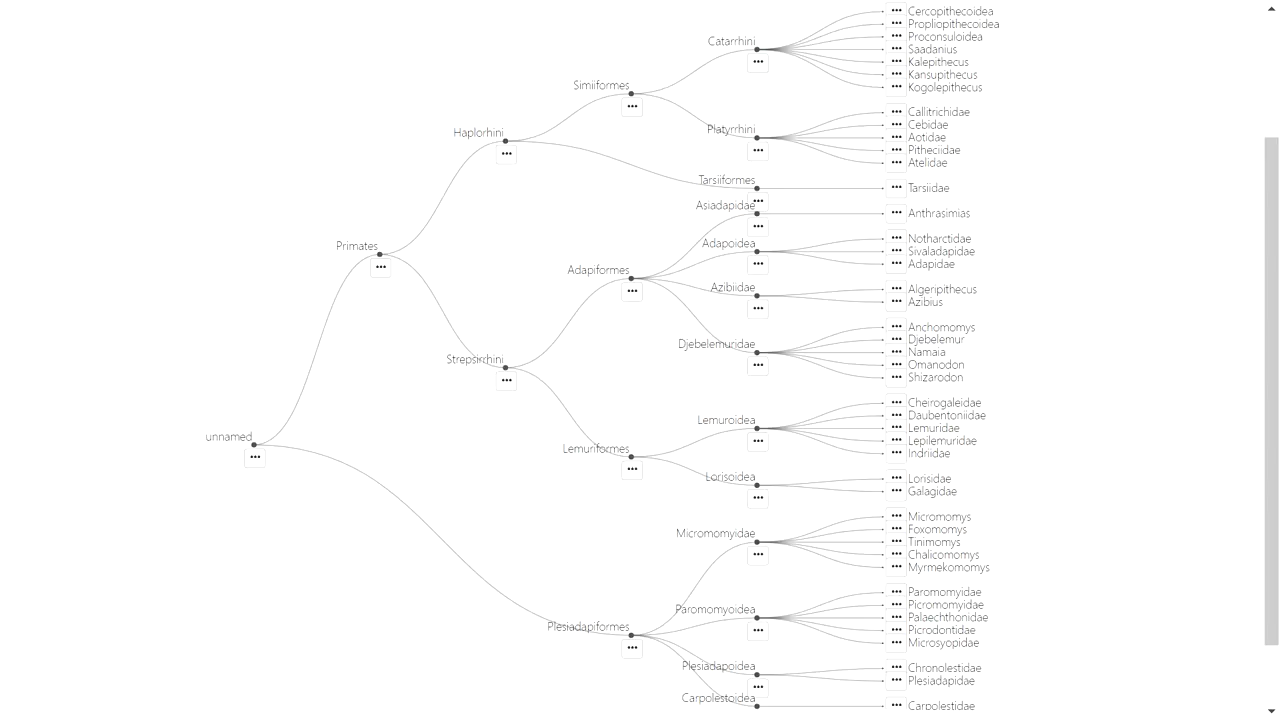 Cercopithecoidea
Propliopithecoidea
Proconsuloidea
Saadanius
Kalepithecus
Kansupithecus
Kogolepithecus
Catarrhini
Simiiformes
Callitrichidae
Cebidae
Aotidae
Pitheciidae
Atelidae
Platyrrhini
Haplorhini
Tarsiiformes
Tarsiidae
Asiadapidae
Anthrasimias
Primates
Adapoidea
Notharctidae
Sivaladapidae
Adapidae
Adapiformes
Azibiidae
Algeripithecus
Azibius
Anchomomys
Djebelemur
Namaia
Omanodon
Shizarodon
Djebelemuridae
Strepsirrhini
Cheirogaleidae
Daubentoniidae
Lemuridae
Lepilemuridae
Indriidae
Lemuroidea
unnamed
Lemuriformes
Lorisoidea
Lorisidae
Galagidae
Micromomys
Foxomomys
Tinimomys
Chalicomomys
Myrmekomomys
Micromomyidae
Paromomyidae
Picromomyidae
Palaechthonidae
Picrodontidae
Microsyopidae
Paromomyoidea
Plesiadapiformes
Plesiadapoidea
Chronolestidae
Plesiadapidae
Carpolestoidea
Carpolestidae